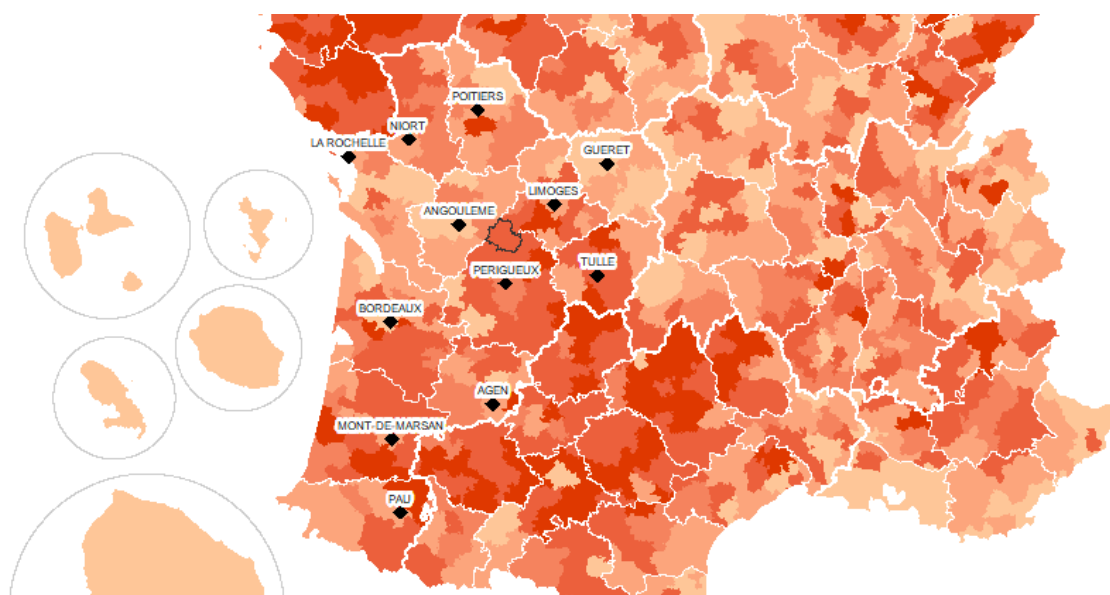 POITIERS
NIORT
LA ROCHELLE
GUERET
LIMOGES
ANGOULEME
TULLE
PERIGUEUX
BORDEAUX
AGEN
MONT-DE-MARSAN
PAU